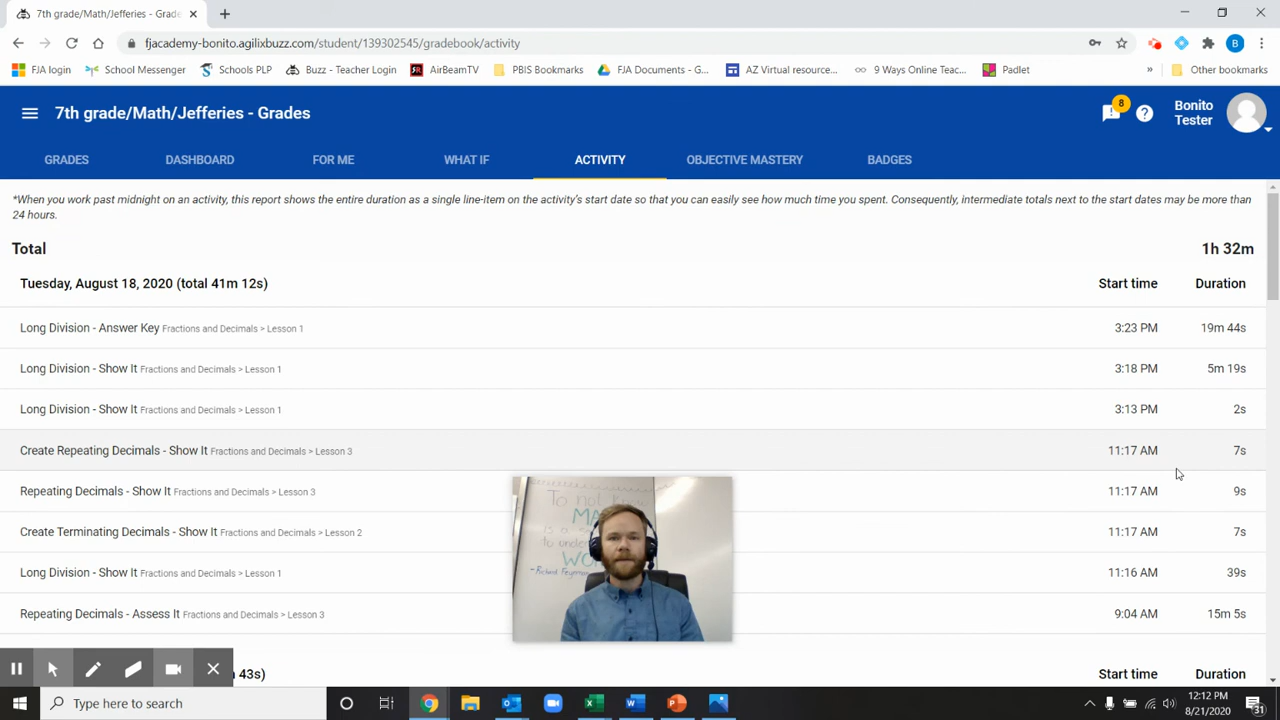 7th grade/Math/Jefferies - Grade
fjacademy-bonito.agilixbuzz.com/student/139302545/gradebook/activity
B
FJA login School Messenger Schools PLP Buzz - Teacher Login AirBeamTV PBIS Bookmarks FJA Documents - G... AZ Virtual resource... 9 Ways Online Teac... Padlet » Other bookmarks
7th grade/Math/Jefferies - Grades
8
Bonito
Tester
GRADES DASHBOARD FOR ME WHAT IF ACTIVITY OBJECTIVE MASTERY BADGES
*When you work past midnight on an activity, this report shows the entire duration as a single line-item on the activity's start date so that you can easily see how much time you spent. Consequently, intermediate totals next to the start dates may be more than
24 hours.
Total 1h 32m
Tuesday, August 18, 2020 (total 41m 12s) Start time Duration
Long Division - Answer Key Fractions and Decimals > Lesson 1 3:23 PM 19m 44s
Long Division - Show It Fractions and Decimals > Lesson 1 3:18 PM 5m 19s
Long Division - Show It Fractions and Decimals > Lesson 1 3:13 PM 2s
Create Repeating Decimals - Show It Fractions and Decimals > Lesson 3 11:17 AM 7s
Repeating Decimals - Show It Fractions and Decimals > Lesson 3 11:17 AM 9s
Create Terminating Decimals - Show It Fractions and Decimals > Lesson 2 11:17 AM 7s
Long Division - Show It Fractions and Decimals > Lesson 1 11:16 AM 39s
Repeating Decimals - Assess It Fractions and Decimals > Lesson 3 9:04 AM 15m 5s
To not know
MA
is a
to unde
WO
- Richard
43s) Start time Duration
Type here to search
12:12 PM
8/21/2020
31